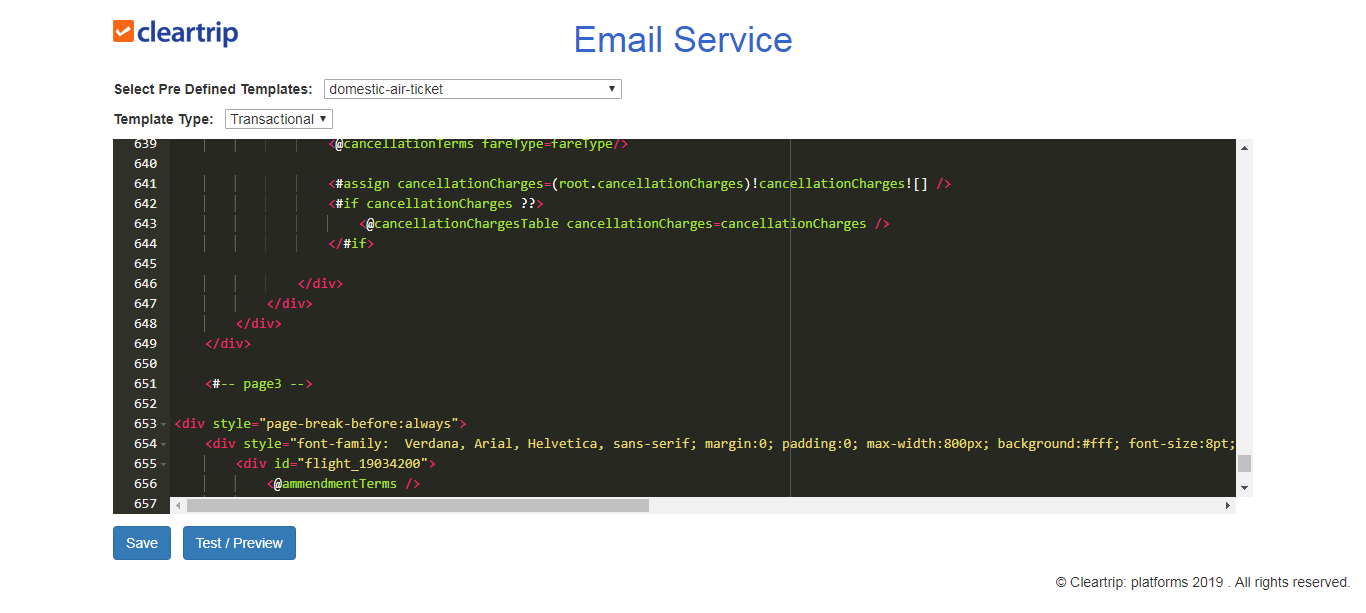 cleartrip
Email Service
Select Pre Defined Templates: domestic-air-ticket
Template Type: Transactional
639 <@cancellationTerms fareType=fareType/>
640
641 <#assign cancellationCharges=(root.cancellationCharges)!cancellationCharges![] />
642 <#if cancellationCharges ??>
643 <@cancellationChargesTable cancellationCharges=cancellationCharges />
644 </#if>
645
646 </div>
647 </div>
648 </div>
649 </div>
650
651 <#-- page3 -->
652
653 <div style="page-break-before:always">
654 <div style="font-family:  Verdana, Arial, Helvetica, sans-serif; margin:0; padding:0; max-width:800px; background:#fff; font-size:8pt;
655 <div id="flight_19034200">
656 <@ammendmentTerms />
657
Save Test / Preview
© Cleartrip: platforms 2019 . All rights reserved.